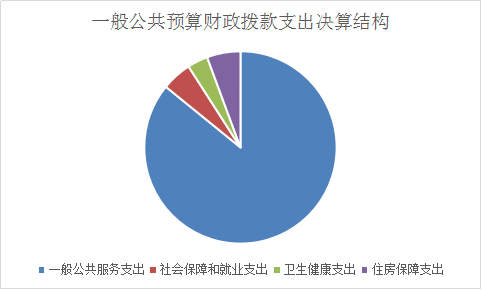 一般公共预算财政拨款支出决算结构
一般公共服务支出 社会保障和就业支出 卫生健康支出 住房保障支出